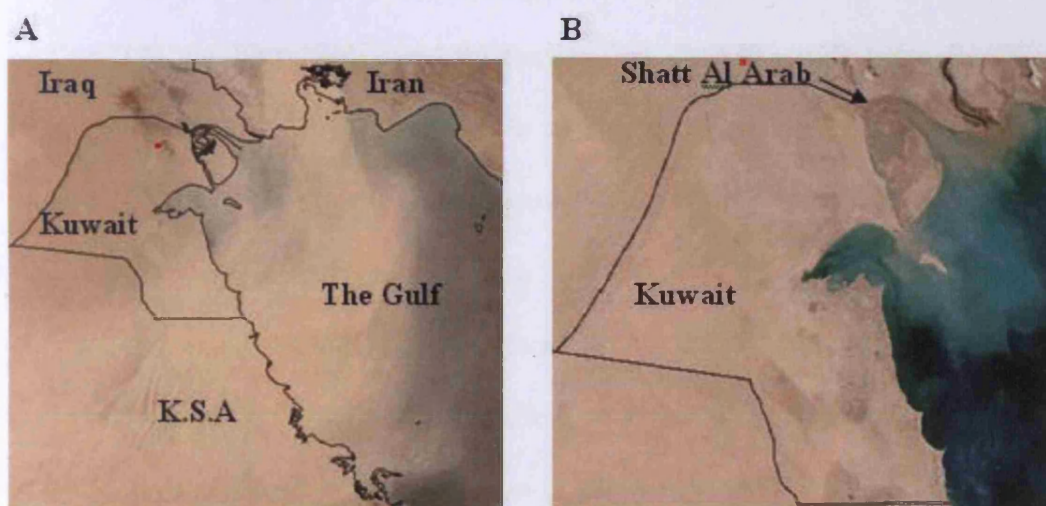 A
Iraq
Iran
Kuwait
The Gulf
K.S.A
B
Shatt Al Arab
Kuwait